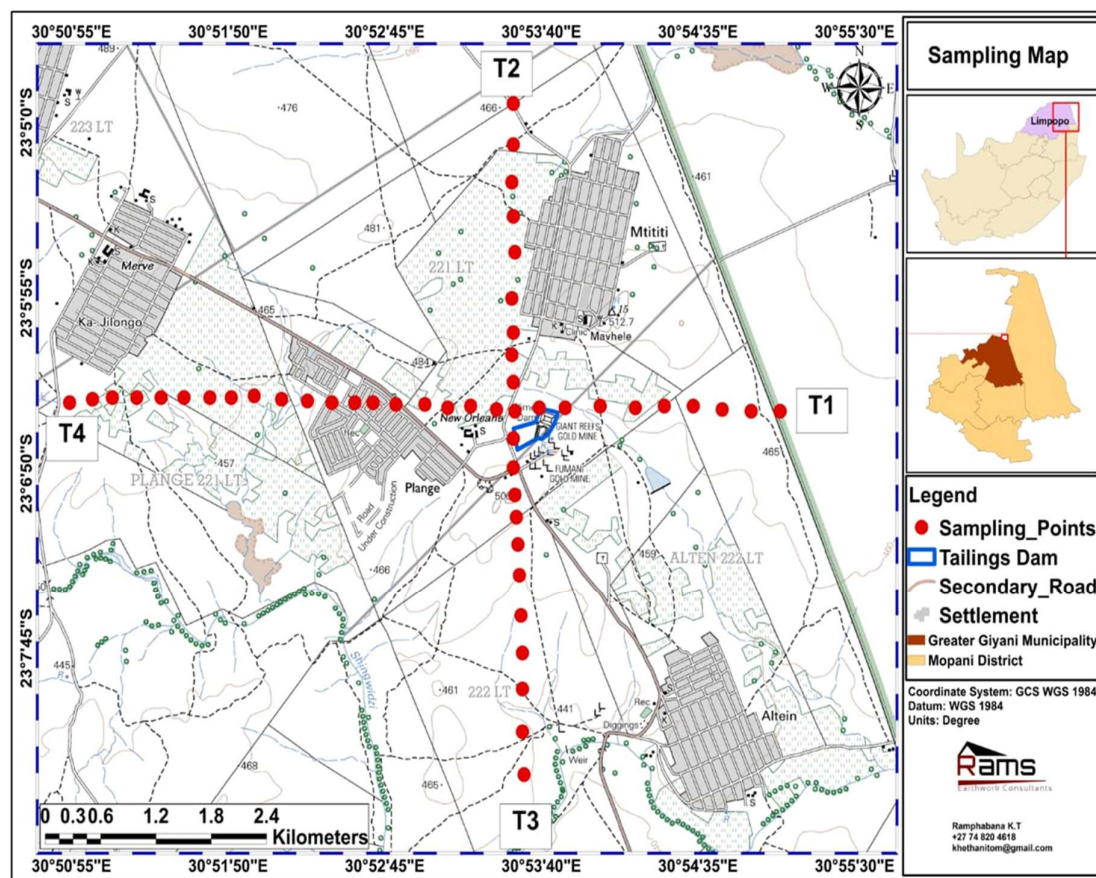 30°50'55"E 30°51'50"E 30°52'45"E 30°53'40"E 30°54'35"E 30°55'30"E
23°5'0"S
23°5'55"S
23°6'50"S
23°7'45"S
T2
N
W E
S
489
476
466
223 LT
S
461
481
S
K
S
K
Merve
Mtititi
221 LT
465
Ka-Jilongo
15
512.7
S
K
Clinic
Mavhele
484
T4
T1
New Orleans
S
Dam
GIANT REEFS
GOLD MINE
Rec
457
465
PLANGE 221 LT
Plange
FUMANI
GOLD MINE
Road
Under Construction
S
459
ALTEN 222 LT
466
445
Shingwidzi
461
222 LT
441
Rec
S
K
Altein
Diggings
Weir
468
465
S
T3
0 0.3 0.6 1.2 1.8 2.4
Kilometers
30°50'55"E 30°51'50"E 30°52'45"E 30°53'40"E 30°54'35"E 30°55'30"E
Sampling Map
Limpopo
Legend
Sampling_Points
Tailings Dam
Secondary_Road
Settlement
Greater Giyani Municipality
Mopani District
Coordinate System: GCS WGS 1984
Datum: WGS 1984
Units: Degree
Rams
Earthwork Consultants
Ramphabana K.T
+27 74 820 4618
khethanitom@gmail.com